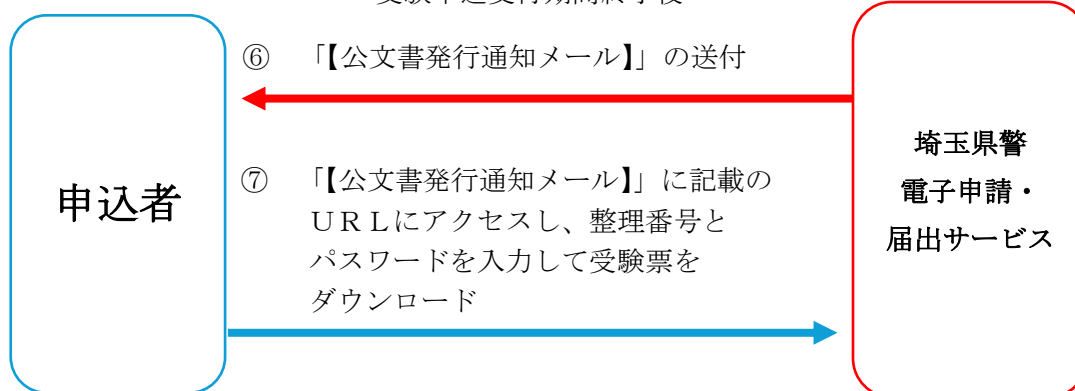 ⑥ 「【公文書発行通知メール】」の送付
申込者
⑦ 「【公文書発行通知メール】」に記載の
ＵＲＬにアクセスし、整理番号と
パスワードを入力して受験票を
ダウンロード
埼玉県警
電子申請・
届出サービス